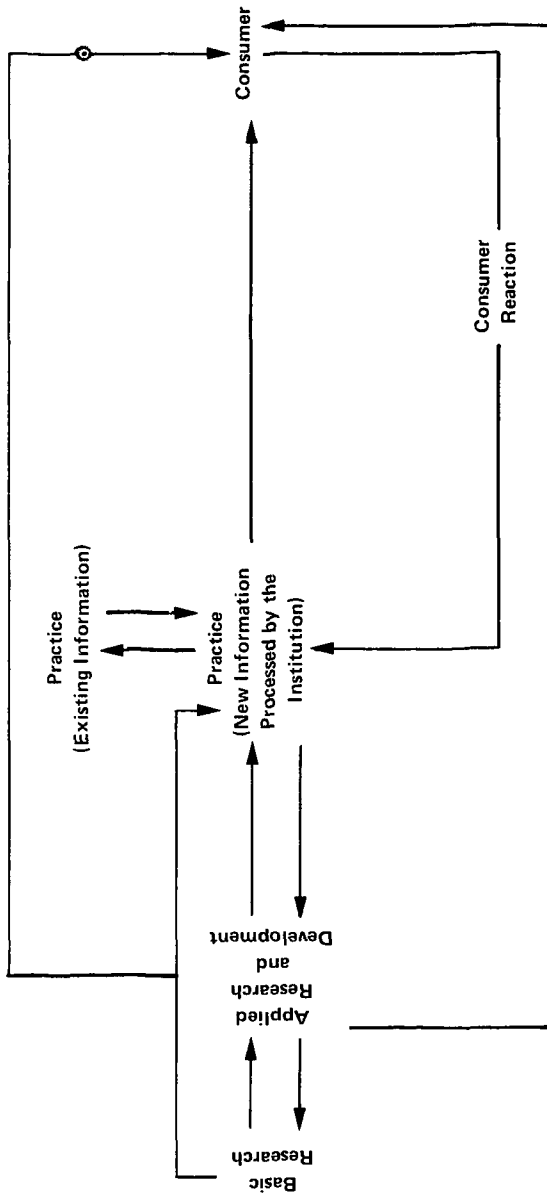 Basic
Research
Applied
Research
and
Development
Practice
(Existing Information)
Practice
(New Information
Processed by the
Institution)
Consumer
Consumer
Reaction